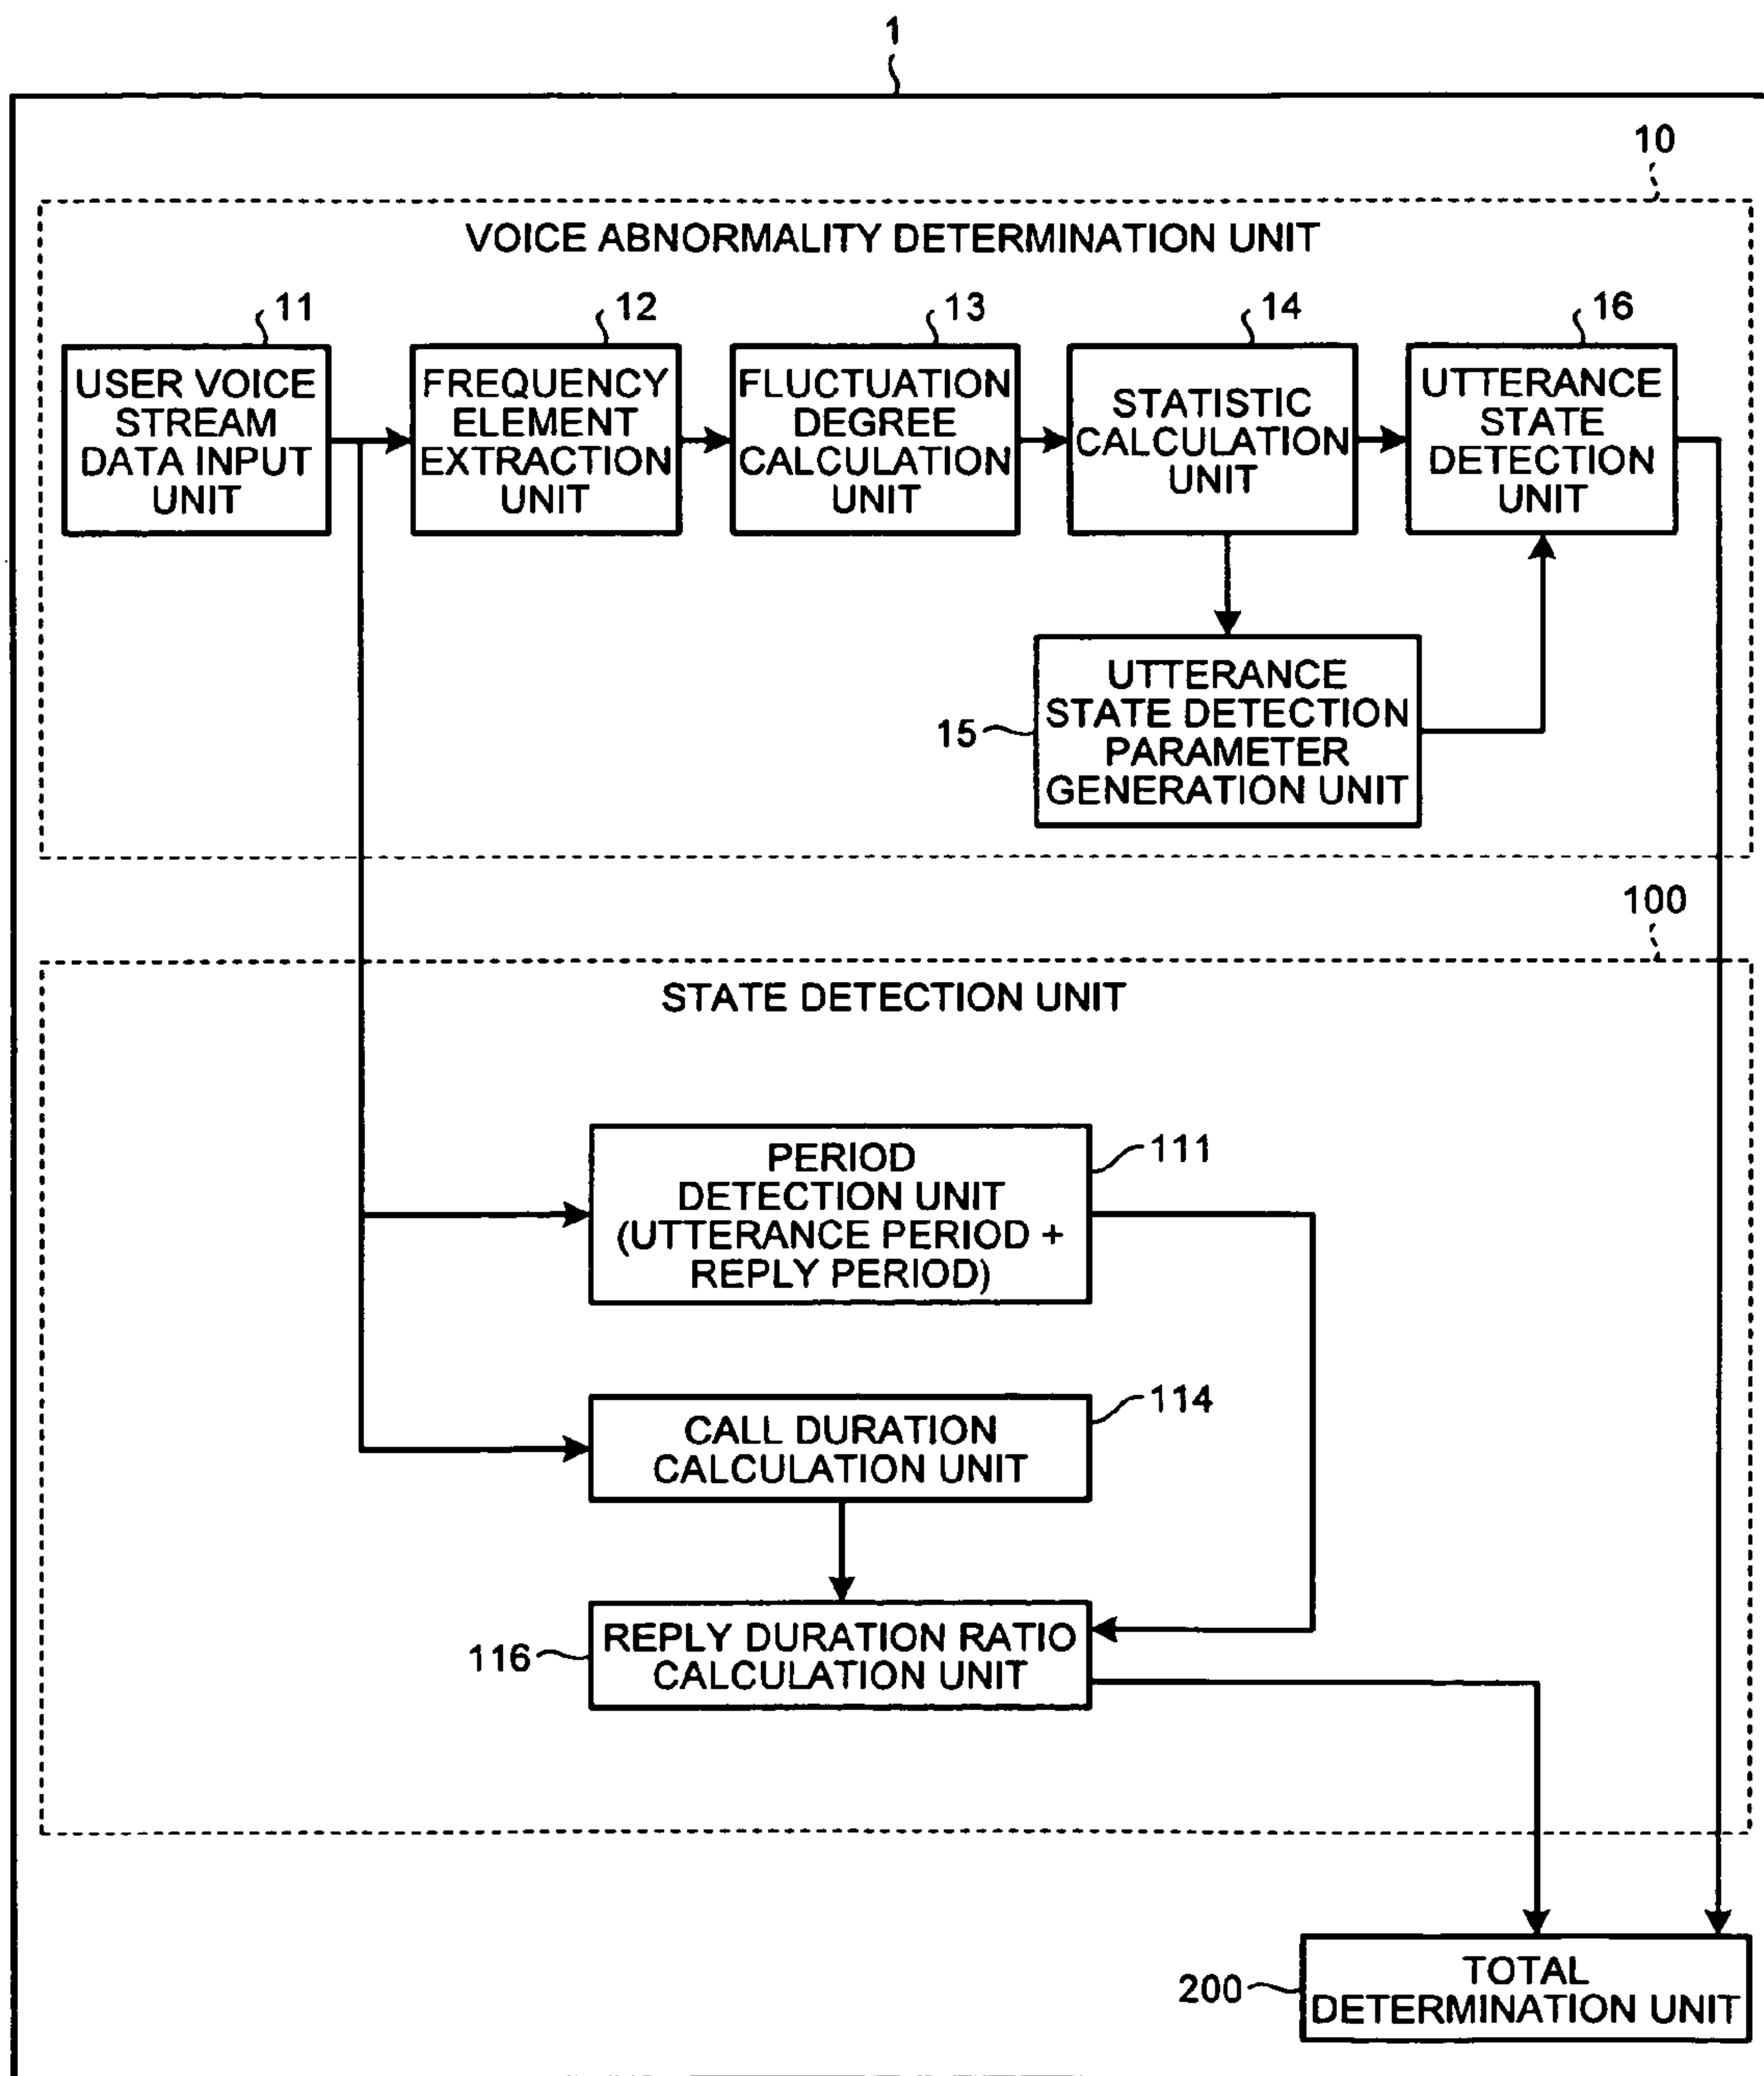 1
10
VOICE ABNORMALITY DETERMINATION UNIT
11
12
13
14
16
USER VOICE
STREAM
DATA INPUT
UNIT
FREQUENCY
ELEMENT
EXTRACTION
UNIT
FLUCTUATION
DEGREE
CALCULATION
UNIT
STATISTIC
CALCULATION
UNIT
UTTERANCE
STATE
DETECTION
UNIT
15
UTTERANCE
STATE DETECTION
PARAMETER
GENERATION UNIT
100
STATE DETECTION UNIT
111
PERIOD
DETECTION UNIT
(UTTERANCE PERIOD +
REPLY PERIOD)
114
CALL DURATION
CALCULATION UNIT
116
REPLY DURATION RATIO
CALCULATION UNIT
200
TOTAL
DETERMINATION UNIT